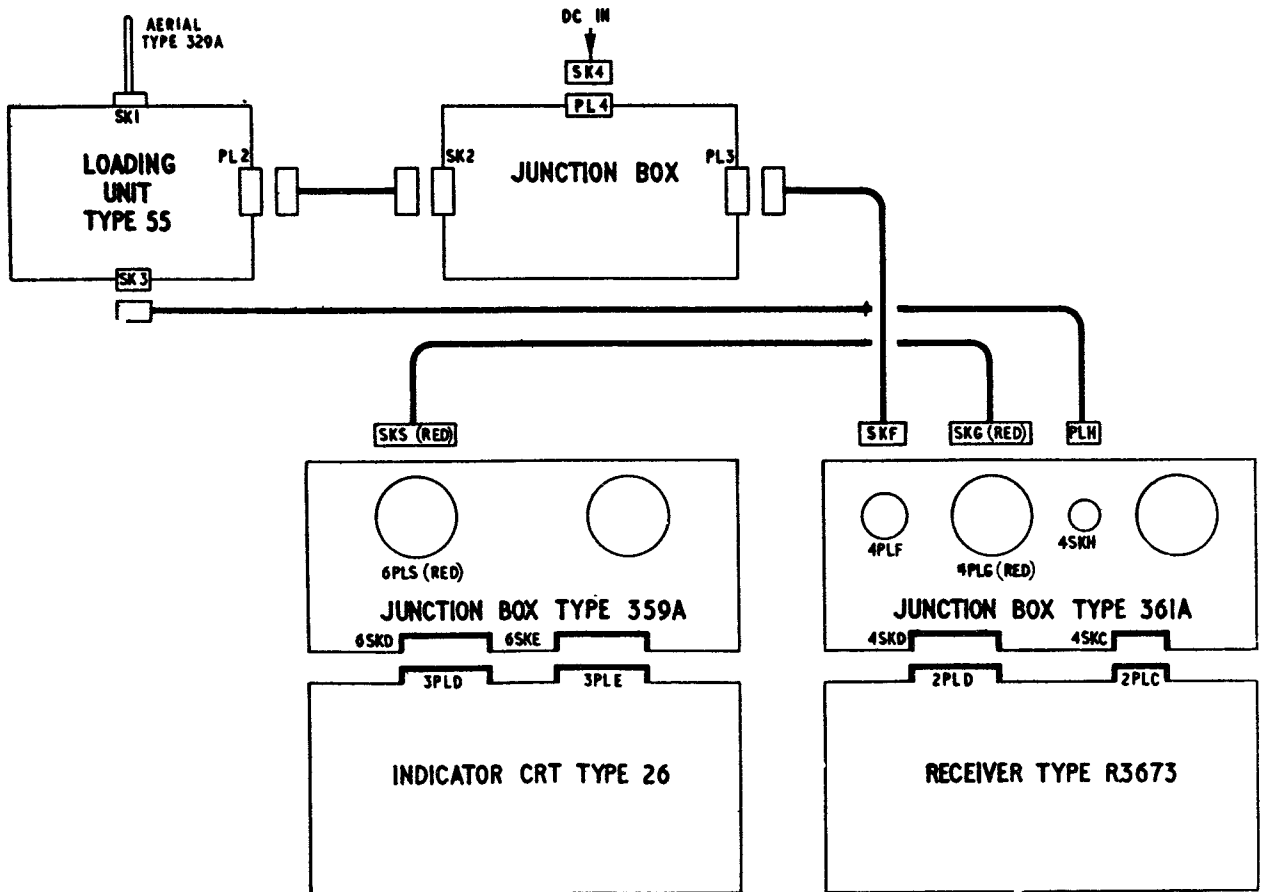 AERIAL
TYPE 329A
DC IN
SK4
PL4
SK1
LOADING
UNIT
TYPE 55
PL2
SK2
JUNCTION BOX
PL3
SK3
SKS (RED)
SKF
SKG (RED)
PLH
6PLS (RED)
4PLF
4PLG (RED)
4SKH
JUNCTION BOX TYPE 359A
JUNCTION BOX TYPE 361A
6SKD
6SKE
4SKD
4SKC
3PLD
3PLE
2PLD
2PLC
INDICATOR CRT TYPE 26
RECEIVER TYPE R3673